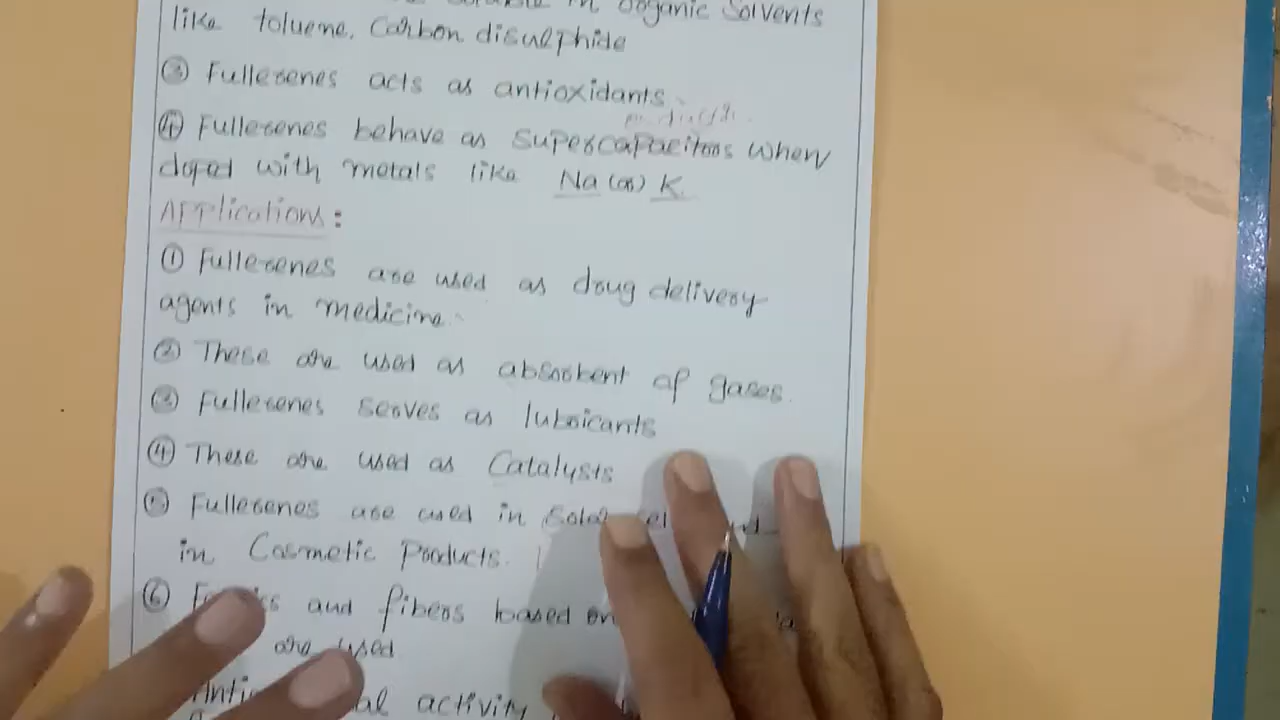 in Organic Solvents
like toluene, Carbon disulphide
③ Fullerenes acts as antioxidants.
④ Fullerenes behave as Supercapacitors when
doped with metals like Na (or) K.
Applications:
① Fullerenes are used as drug delivery
agents in medicine.
② These are used as absorbent of gases.
③ Fullerenes serves as lubricants
④ These are used as Catalysts
⑤ Fullerenes are used in
in Cosmetic Products.
⑥ and fibers based on
are used
activity